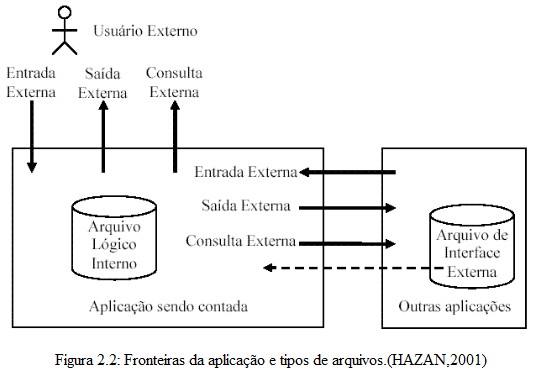 Usuário Externo
Entrada
Externa
Saída
Externa
Consulta
Externa
Entrada Externa
Saída Externa
Consulta Externa
Arquivo
Lógico
Interno
Arquivo de
Interface
Externa
Aplicação sendo contada
Outras aplicações
Figura 2.2: Fronteiras da aplicação e tipos de arquivos.(HAZAN,2001)